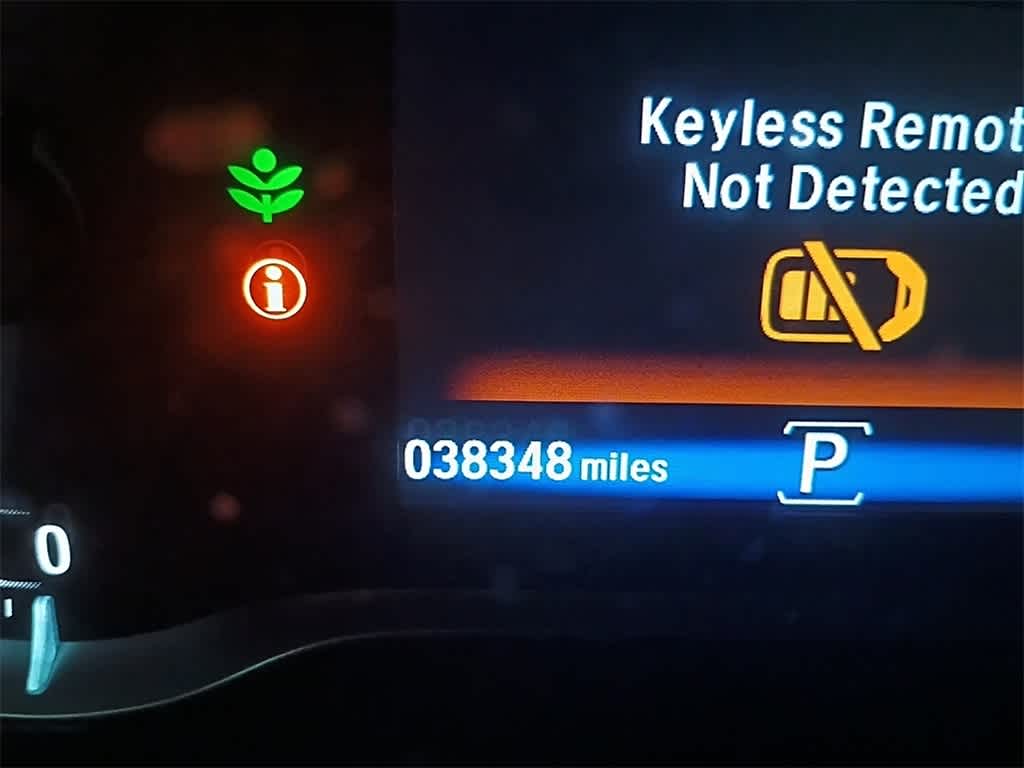 Keyless Remot
Not Detected
i
038348 miles
P
0